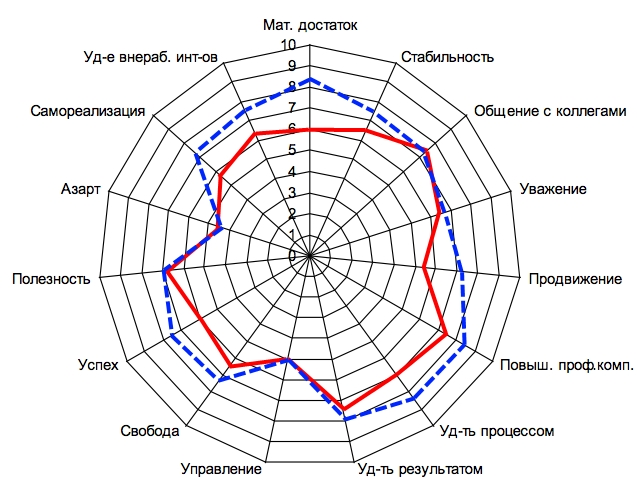 Мат. достаток
10
Уд-е внераб. инт-ов
Стабильность
9
8
Самореализация
Общение с коллегами
7
6
5
Азарт
Уважение
4
3
2
1
0
Полезность
Продвижение
Успех
Повыш. проф.комп.
Свобода
Уд-ть процессом
Управление
Уд-ть результатом